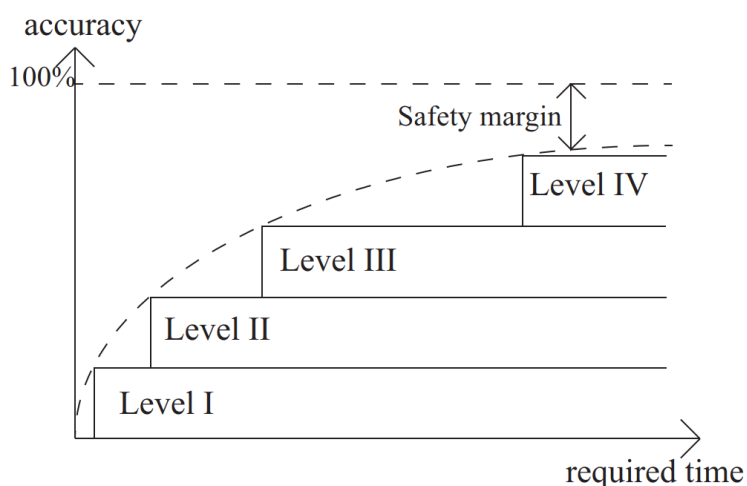 accuracy
100%
Safety margin
Level IV
Level III
Level II
Level I
required time